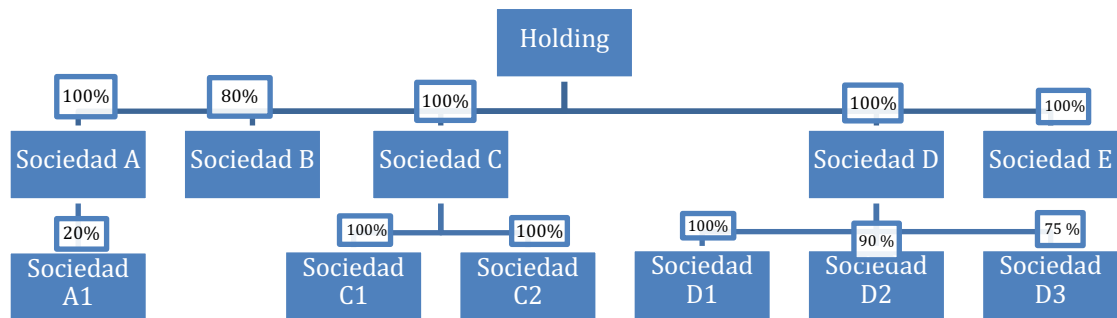 Holding
100%
80%
100%
100%
100%
Sociedad A
Sociedad B
Sociedad C
Sociedad D
Sociedad E
20%
100%
100%
100%
90 %
75 %
Sociedad
A1
Sociedad
C1
Sociedad
C2
Sociedad
D1
Sociedad
D2
Sociedad
D3